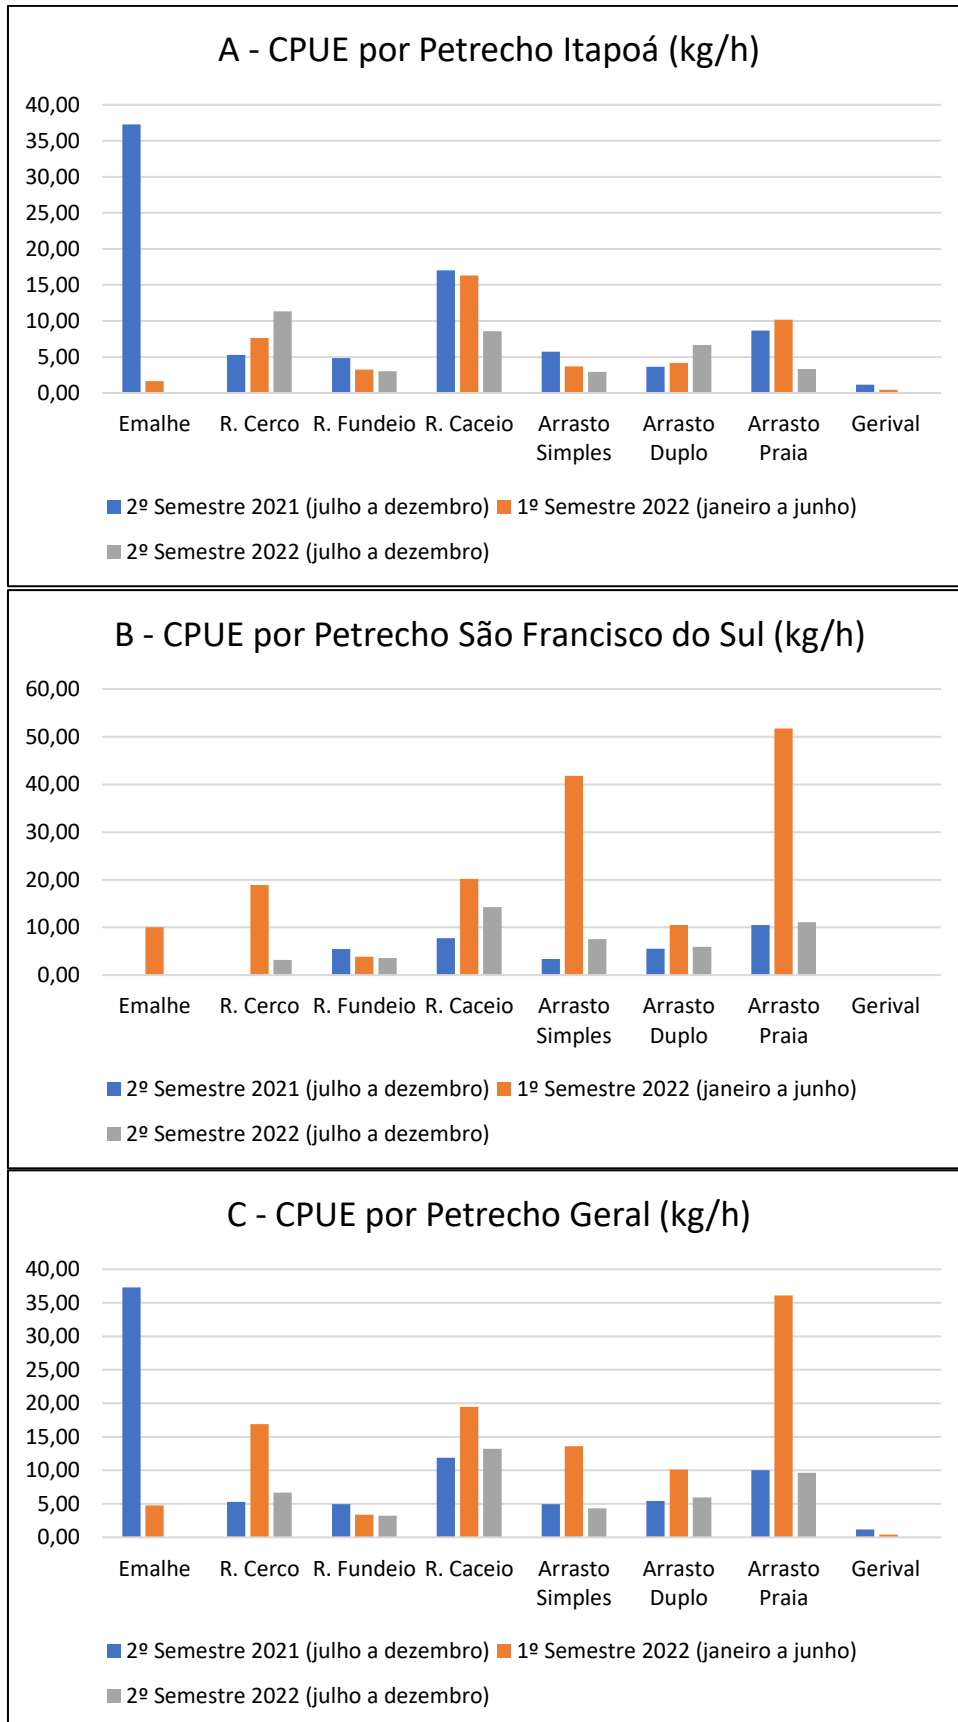 A - CPUE por Petrecho Itapoá (kg/h)
40,00
35,00
30,00
25,00
20,00
15,00
10,00
5,00
0,00
Emalhe R. Cerco R. Fundeio R. Caceio Arrasto Simples Arrasto Duplo Arrasto Praia Gerival
2º Semestre 2021 (julho a dezembro) 1º Semestre 2022 (janeiro a junho)
2º Semestre 2022 (julho a dezembro)
B - CPUE por Petrecho São Francisco do Sul (kg/h)
60,00
50,00
40,00
30,00
20,00
10,00
0,00
Emalhe R. Cerco R. Fundeio R. Caceio Arrasto Simples Arrasto Duplo Arrasto Praia Gerival
2º Semestre 2021 (julho a dezembro) 1º Semestre 2022 (janeiro a junho)
2º Semestre 2022 (julho a dezembro)
C - CPUE por Petrecho Geral (kg/h)
40,00
35,00
30,00
25,00
20,00
15,00
10,00
5,00
0,00
Emalhe R. Cerco R. Fundeio R. Caceio Arrasto Simples Arrasto Duplo Arrasto Praia Gerival
2º Semestre 2021 (julho a dezembro) 1º Semestre 2022 (janeiro a junho)
2º Semestre 2022 (julho a dezembro)